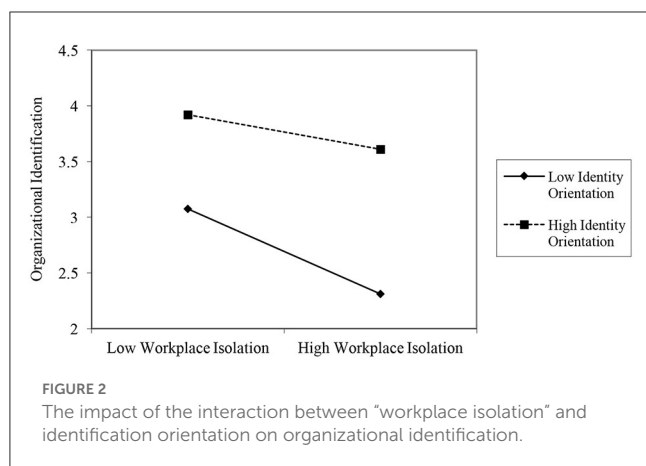 4.5
4
3.5
3
2.5
2
Organizational Identification
Low Workplace Isolation
High Workplace Isolation
Low Identity
Orientation
High Identity
Orientation
FIGURE 2
The impact of the interaction between “workplace isolation” and
identification orientation on organizational identification.